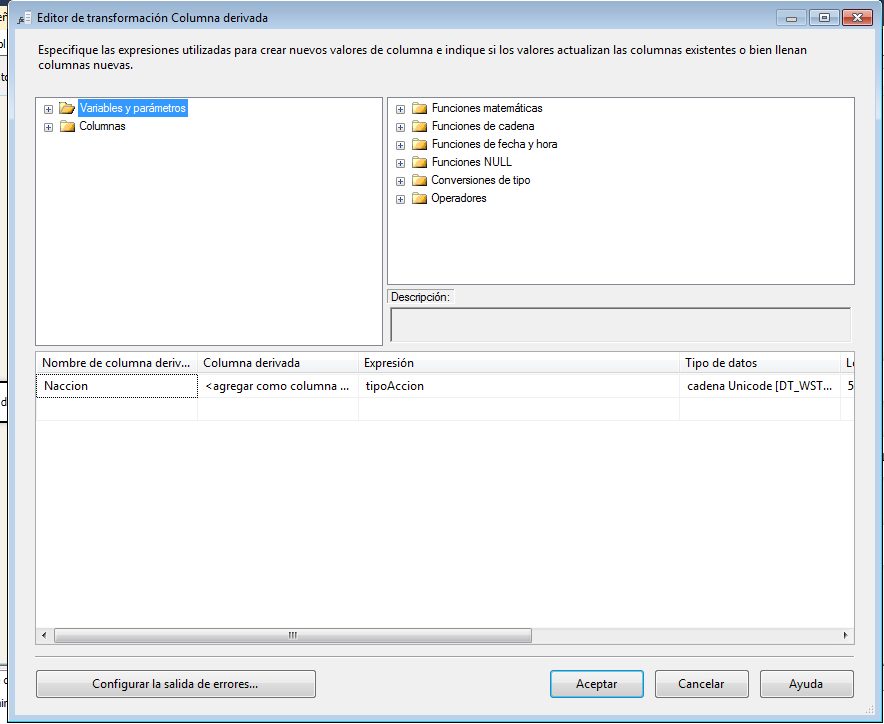 Editor de transformación Columna derivada
Especifique las expresiones utilizadas para crear nuevos valores de columna e indique si los valores actualizan las columnas existentes o bien llenan
columnas nuevas.
Variables y parámetros
Columnas
Funciones matemáticas
Funciones de cadena
Funciones de fecha y hora
Funciones NULL
Conversiones de tipo
Operadores
Descripción:
Nombre de columna deriv... Columna derivada Expresión Tipo de datos
Naccion <agregar como columna ... tipoAccion cadena Unicode [DT_WST... 5
Configurar la salida de errores... Aceptar Cancelar Ayuda